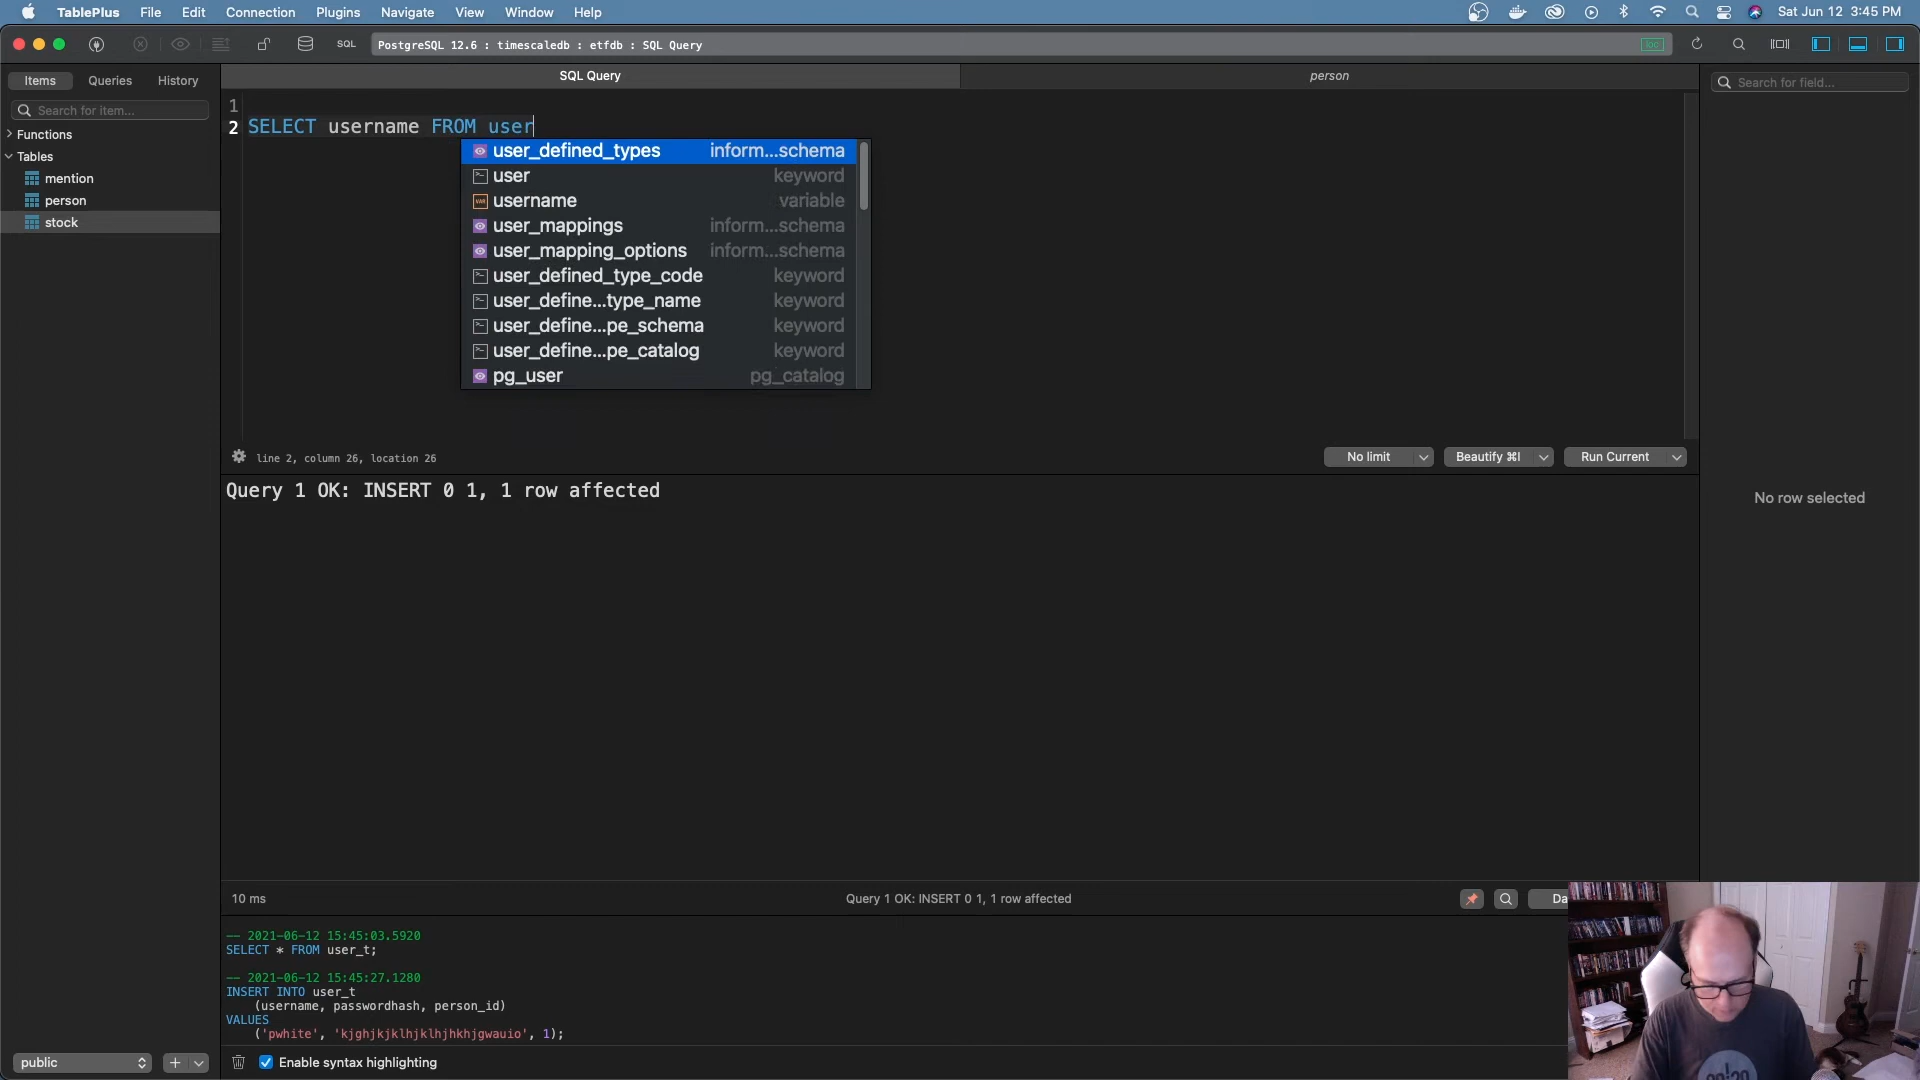 TablePlus File Edit Connection Plugins Navigate View Window Help Sat Jun 12 3:45 PM
SQL PostgreSQL 12.6 : timescaledb : etfdb : SQL Query loc
Items Queries History
SQL Query person
Search for item...
Search for field...
Functions
Tables
mention
person
stock
1
2 SELECT username FROM user
user_defined_types inform...schema
user keyword
username variable
user_mappings inform...schema
user_mapping_options inform...schema
user_defined_type_code keyword
user_define...type_name keyword
user_define...pe_schema keyword
user_define...pe_catalog keyword
pg_user pg_catalog
line 2, column 26, location 26
No limit Beautify ⌘I Run Current
Query 1 OK: INSERT 0 1, 1 row affected
No row selected
10 ms Query 1 OK: INSERT 0 1, 1 row affected Da
-- 2021-06-12 15:45:03.5920
SELECT * FROM user_t;
-- 2021-06-12 15:45:27.1280
INSERT INTO user_t
(username, passwordhash, person_id)
VALUES
('pwhite', 'kjghjkjklhjklhjhkhjgwauio', 1);
public
Enable syntax highlighting